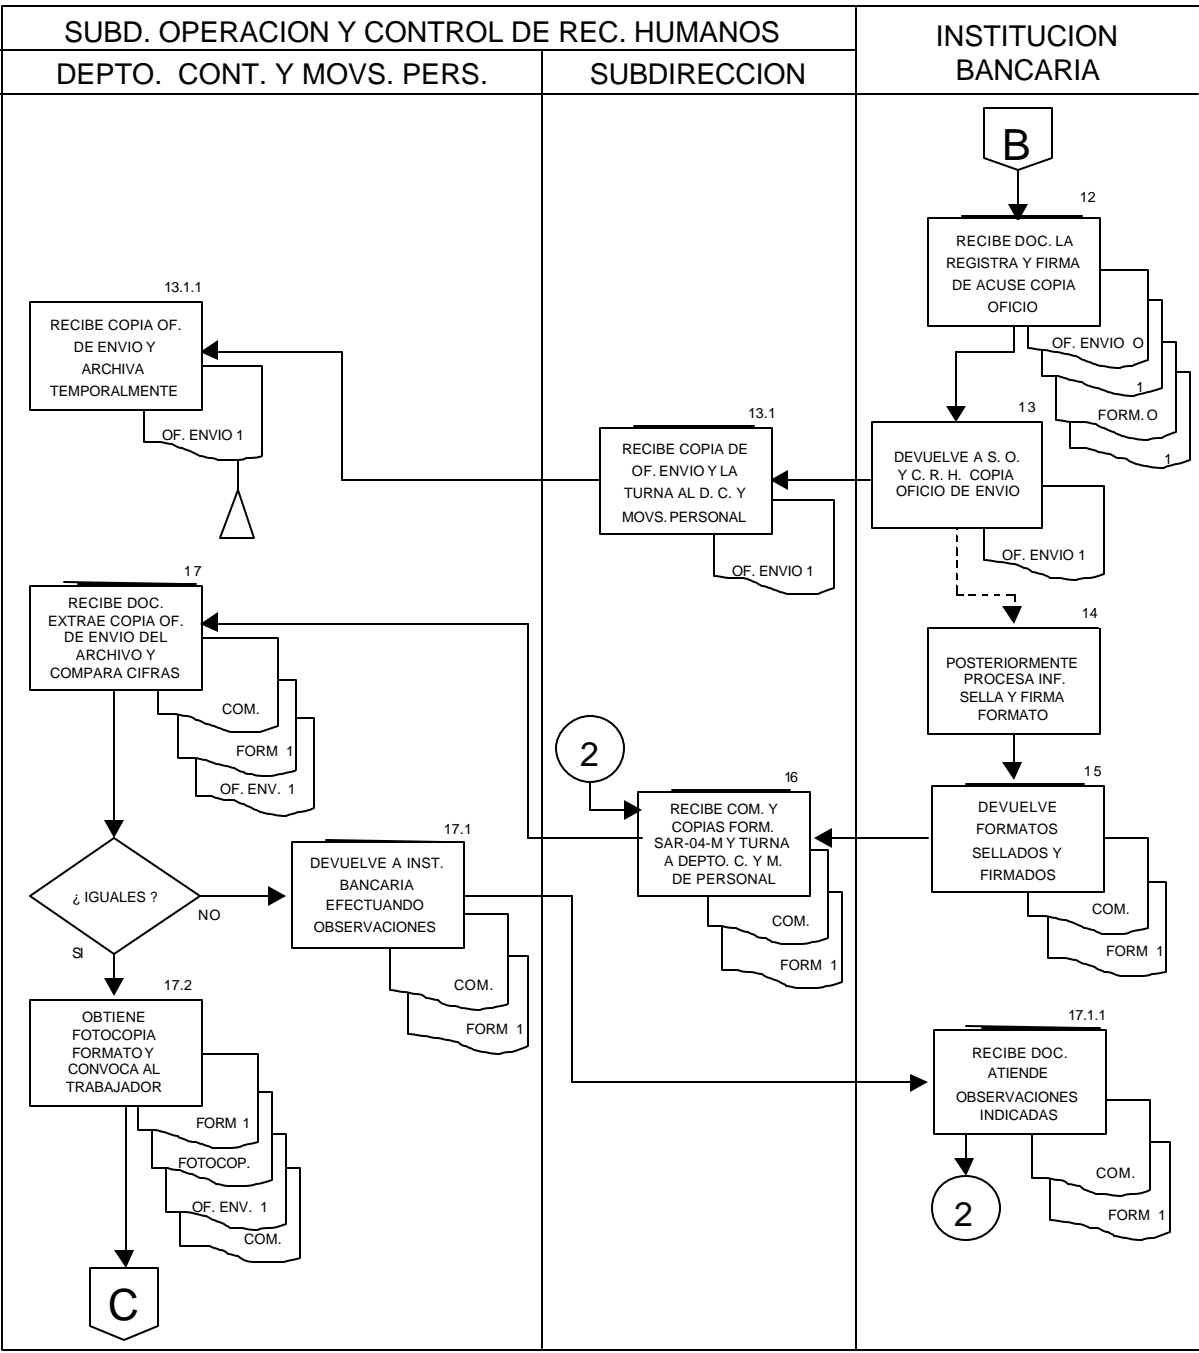 SUBD. OPERACION Y CONTROL DE REC. HUMANOS
INSTITUCION
BANCARIA
DEPTO. CONT. Y MOVS. PERS.
SUBDIRECCION
B
12
RECIBE DOC. LA
REGISTRA Y FIRMA
DE ACUSE COPIA
OFICIO
OF. ENVIO O
1
FORM. O
1
13
DEVUELVE A S. O.
Y C. R. H. COPIA
OFICIO DE ENVIO
OF. ENVIO 1
13.1
RECIBE COPIA DE
OF. ENVIO Y LA
TURNA AL D. C. Y
MOVS. PERSONAL
OF. ENVIO 1
13.1.1
RECIBE COPIA OF.
DE ENVIO Y
ARCHIVA
TEMPORALMENTE
OF. ENVIO 1
14
POSTERIORMENTE
PROCESA INF.
SELLA Y FIRMA
FORMATO
15
DEVUELVE
FORMATOS
SELLADOS Y
FIRMADOS
COM.
FORM 1
2
16
RECIBE COM. Y
COPIAS FORM.
SAR-04-M Y TURNA
A DEPTO. C. Y M.
DE PERSONAL
COM.
FORM 1
17
RECIBE DOC.
EXTRAE COPIA OF.
DE ENVIO DEL
ARCHIVO Y
COMPARA CIFRAS
COM.
FORM 1
OF. ENV. 1
¿ IGUALES ?
NO
SI
17.1
DEVUELVE A INST.
BANCARIA
EFECTUANDO
OBSERVACIONES
COM.
FORM 1
17.1.1
RECIBE DOC.
ATIENDE
OBSERVACIONES
INDICADAS
COM.
FORM 1
2
17.2
OBTIENE
FOTOCOPIA
FORMATO Y
CONVOCA AL
TRABAJADOR
FORM 1
FOTOCOP.
OF. ENV. 1
COM.
C